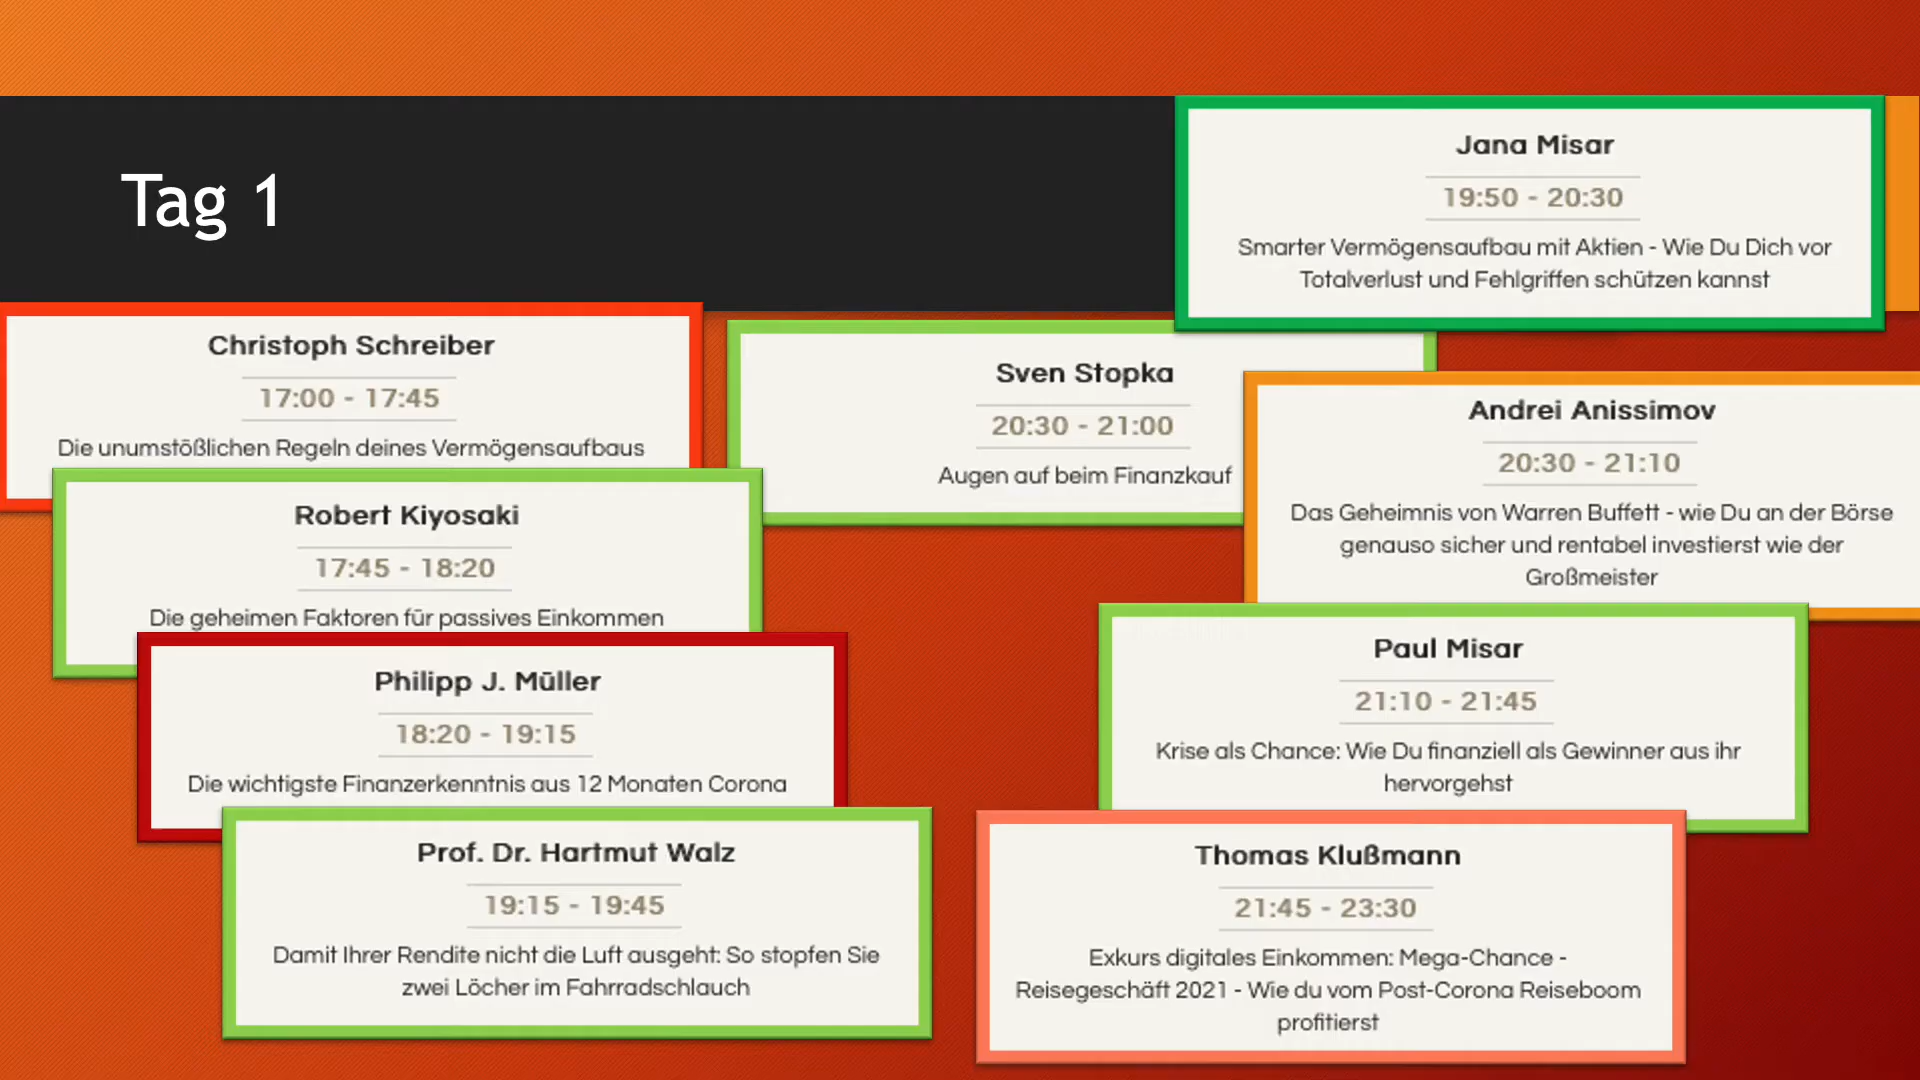 Tag 1
Jana Misar
19:50 - 20:30
Smarter Vermögensaufbau mit Aktien - Wie Du Dich vor
Totalverlust und Fehlgriffen schützen kannst
Christoph Schreiber
17:00 - 17:45
Die unumstößlichen Regeln deines Vermögensaufbaus
Sven Stopka
20:30 - 21:00
Augen auf beim Finanzkauf
Andrei Anissimov
20:30 - 21:10
Das Geheimnis von Warren Buffett - wie Du an der Börse
genauso sicher und rentabel investierst wie der
Großmeister
Robert Kiyosaki
17:45 - 18:20
Die geheimen Faktoren für passives Einkommen
Philipp J. Müller
18:20 - 19:15
Die wichtigste Finanzerkenntnis aus 12 Monaten Corona
Paul Misar
21:10 - 21:45
Krise als Chance: Wie Du finanziell als Gewinner aus ihr
hervorgehst
Prof. Dr. Hartmut Walz
19:15 - 19:45
Damit Ihrer Rendite nicht die Luft ausgeht: So stopfen Sie
zwei Löcher im Fahrradschlauch
Thomas Klußmann
21:45 - 23:30
Exkurs digitales Einkommen: Mega-Chance -
Reisegeschäft 2021 - Wie du vom Post-Corona Reiseboom
profitierst